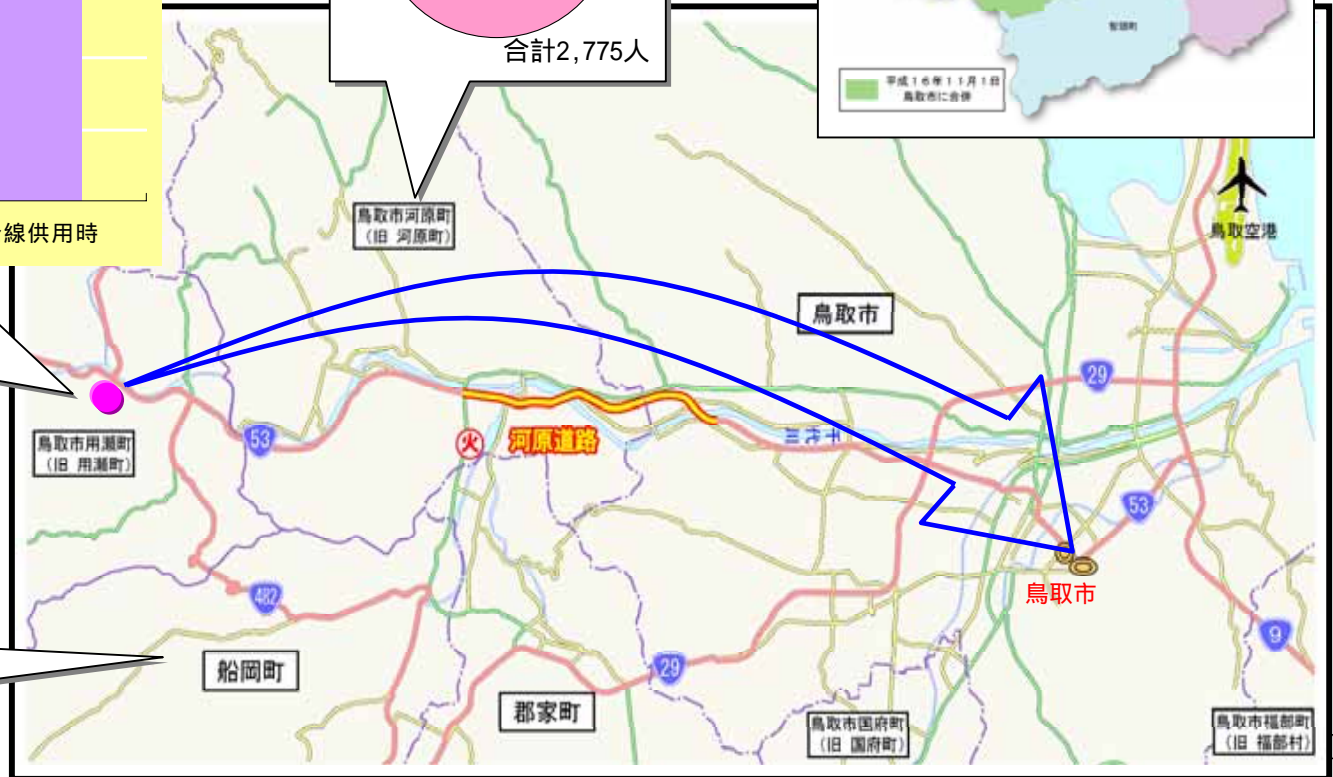 合計2,775人
智頭町
平成16年11月1日
鳥取市に合併
線供用時
鳥取市河原町
(旧 河原町)
鳥取空港
鳥取市
29
鳥取市用瀬町
(旧 用瀬町)
53
火
河原道路
53
鳥取市
482
9
船岡町
29
郡家町
鳥取市国府町
(旧 国府町)
鳥取市福部町
(旧 福部村)